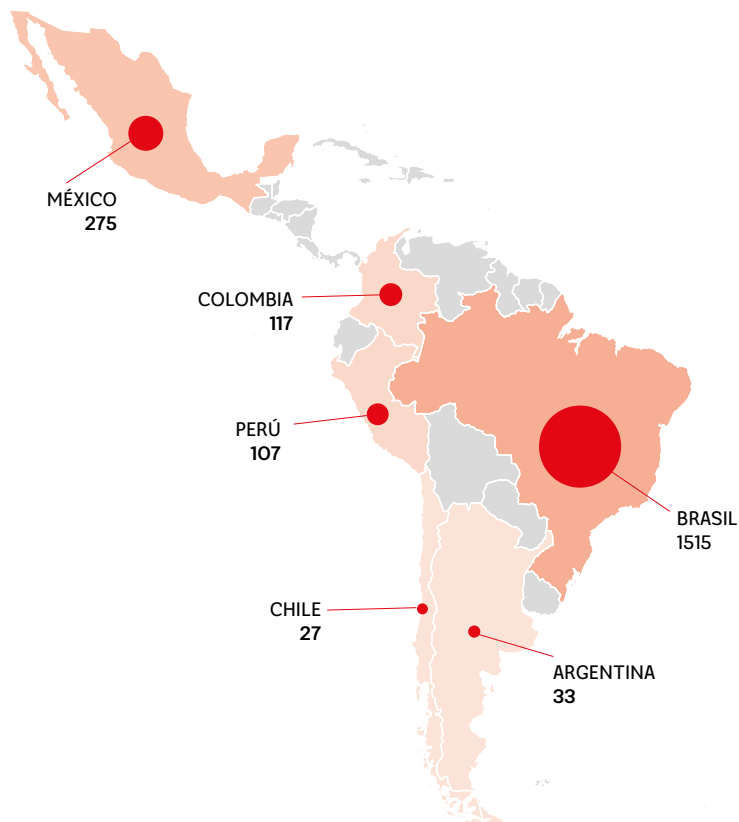 MÉXICO
275
COLOMBIA
117
PERÚ
107
BRASIL
1515
CHILE
27
ARGENTINA
33